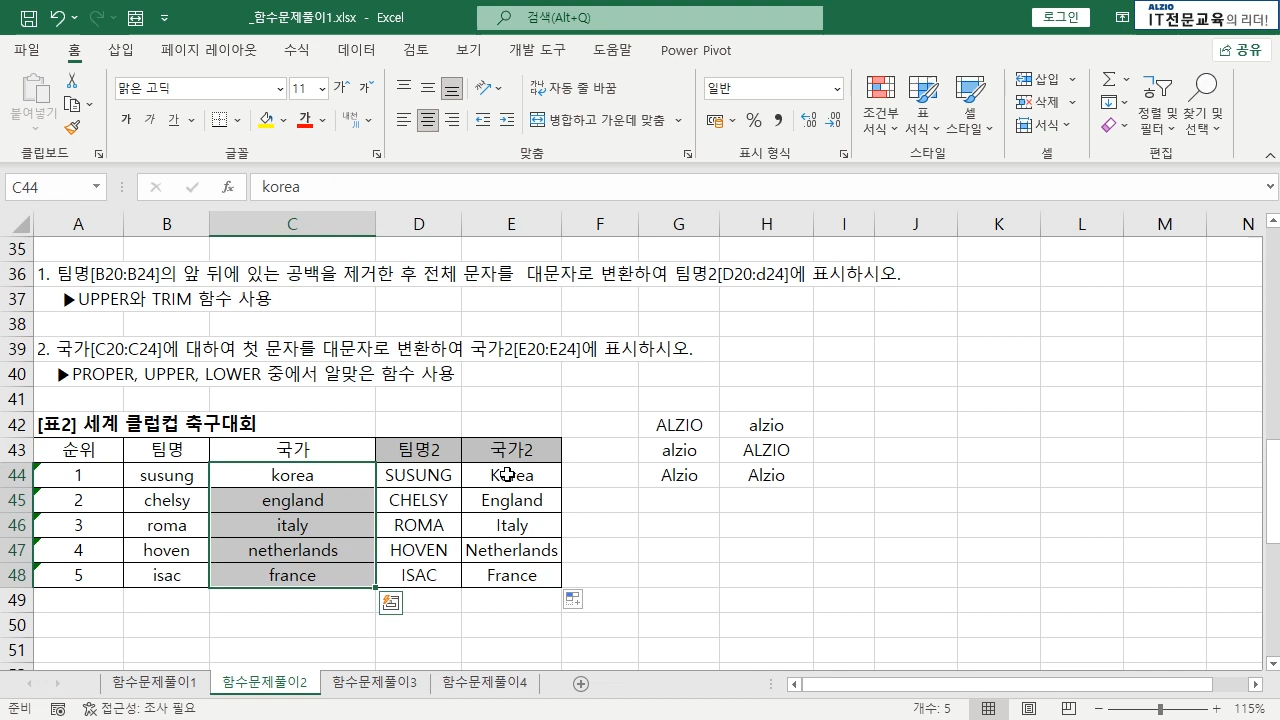 _함수문제풀이1.xlsx - Excel
검색(Alt+Q)
로그인
ALZIO
IT전문교육의 리더!
파일 홈 삽입 페이지 레이아웃 수식 데이터 검토 보기 개발 도구 도움말 Power Pivot 공유
붙여넣기
클립보드
맑은 고딕 11 가 가
가 가 가 가 내천
글꼴
자동 줄 바꿈
병합하고 가운데 맞춤
맞춤
일반
표시 형식
조건부 서식
표 서식
셀 스타일
스타일
삽입
삭제
서식
셀
정렬 및 필터
찾기 및 선택
편집
C44 fx korea
A B C D E F G H I J K L M N
35
36 1. 팀명[B20:B24]의 앞 뒤에 있는 공백을 제거한 후 전체 문자를 대문자로 변환하여 팀명2[D20:d24]에 표시하시오.
37 ▶UPPER와 TRIM 함수 사용
38
39 2. 국가[C20:C24]에 대하여 첫 문자를 대문자로 변환하여 국가2[E20:E24]에 표시하시오.
40 ▶PROPER, UPPER, LOWER 중에서 알맞은 함수 사용
41
42 [표2] 세계 클럽컵 축구대회 ALZIO alzio
43 순위 팀명 국가 팀명2 국가2 alzio ALZIO
44 1 susung korea SUSUNG Korea Alzio Alzio
45 2 chelsy england CHELSY England
46 3 roma italy ROMA Italy
47 4 hoven netherlands HOVEN Netherlands
48 5 isac france ISAC France
49
50
51
함수문제풀이1 함수문제풀이2 함수문제풀이3 함수문제풀이4
준비 접근성: 조사 필요 개수: 5 115%